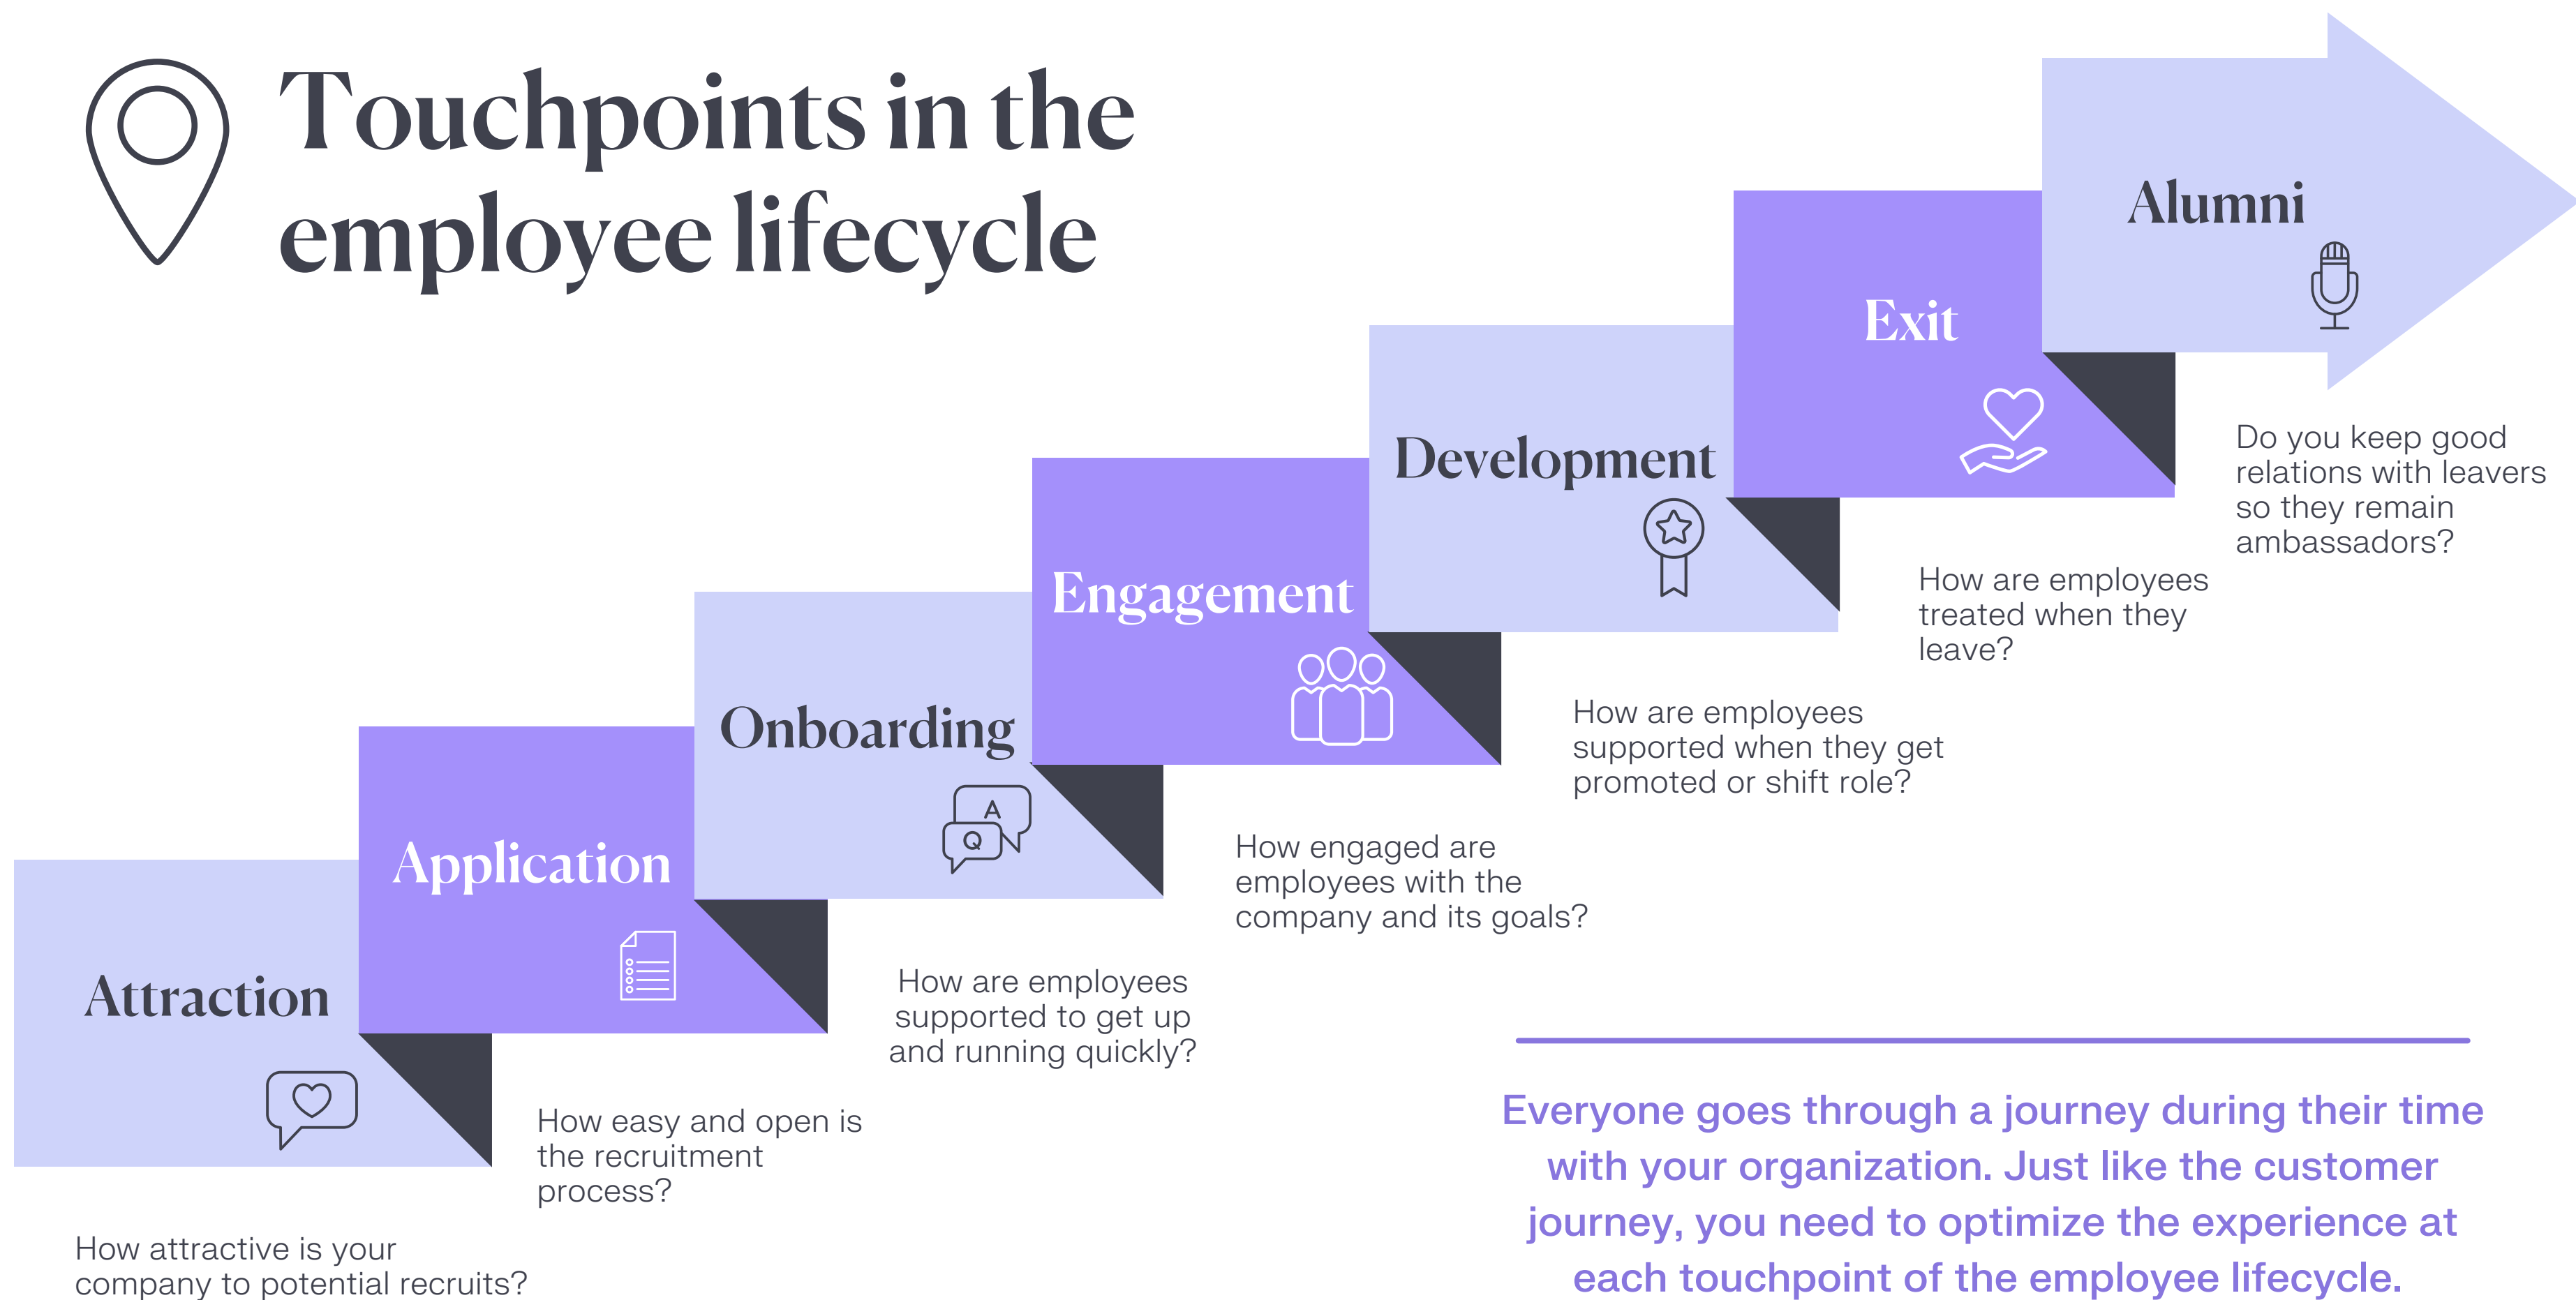 Touchpoints in the
employee lifecycle
Attraction
How attractive is your
company to potential recruits?
Application
How easy and open is
the recruitment
process?
Onboarding
A
Q
How are employees
supported to get up
and running quickly?
Engagement
How engaged are
employees with the
company and its goals?
Development
How are employees
supported when they get
promoted or shift role?
Exit
How are employees
treated when they
leave?
Alumni
Do you keep good
relations with leavers
so they remain
ambassadors?
Everyone goes through a journey during their time
with your organization. Just like the customer
journey, you need to optimize the experience at
each touchpoint of the employee lifecycle.